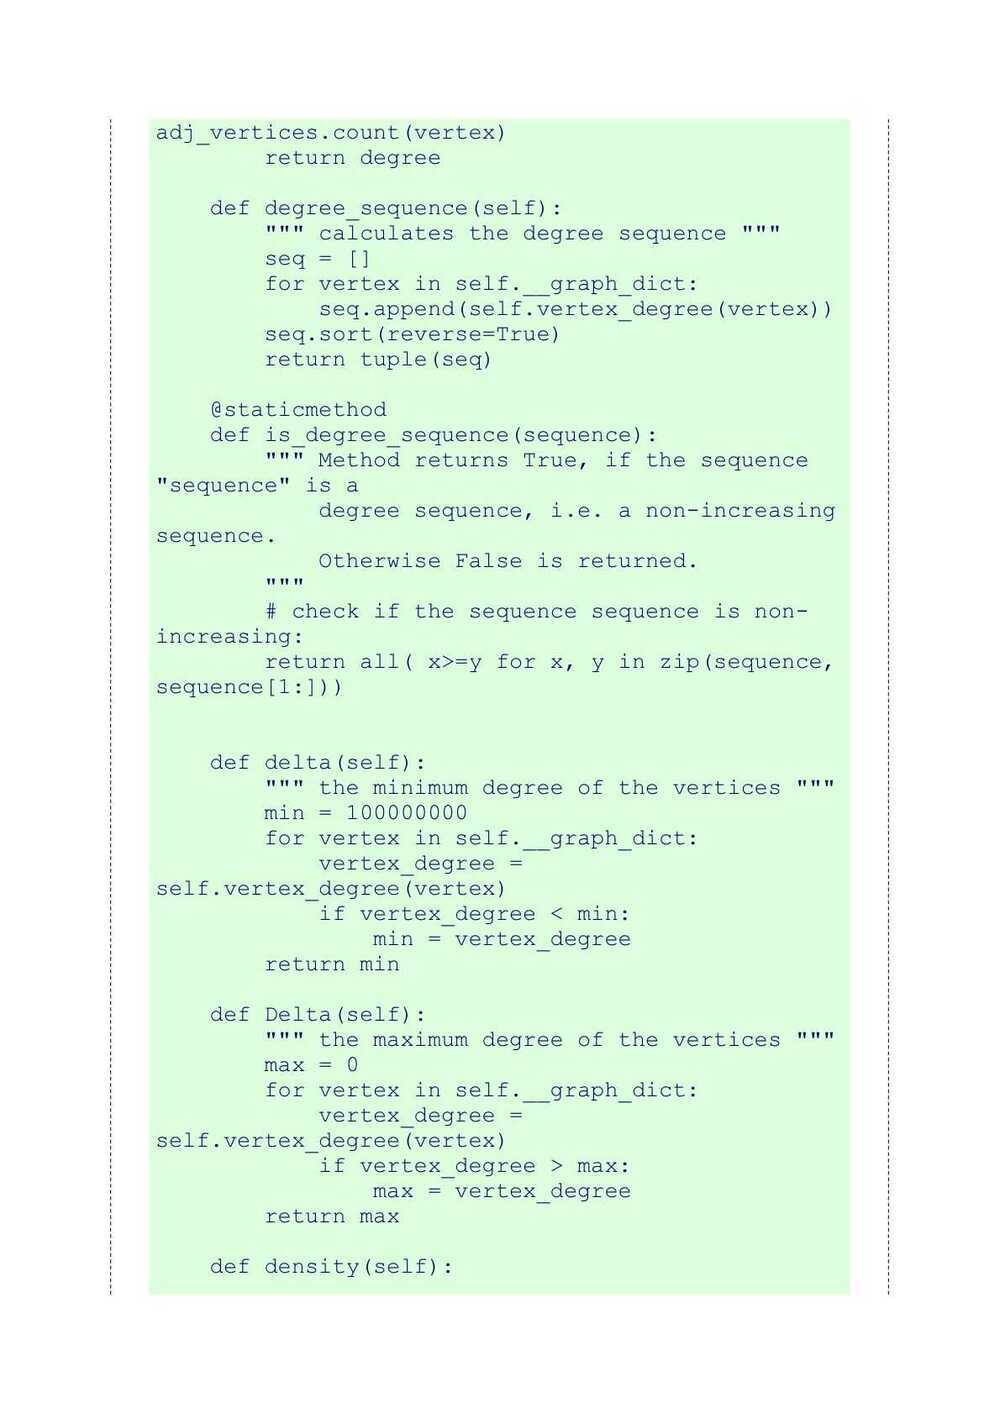 adj_vertices.count(vertex)
        return degree

    def degree_sequence(self):
        """ calculates the degree sequence """
        seq = []
        for vertex in self.__graph_dict:
            seq.append(self.vertex_degree(vertex))
        seq.sort(reverse=True)
        return tuple(seq)

    @staticmethod
    def is_degree_sequence(sequence):
        """ Method returns True, if the sequence
"sequence" is a
            degree sequence, i.e. a non-increasing
sequence.
            Otherwise False is returned.
        """
        # check if the sequence sequence is non-
increasing:
        return all( x>=y for x, y in zip(sequence,
sequence[1:]))


    def delta(self):
        """ the minimum degree of the vertices """
        min = 100000000
        for vertex in self.__graph_dict:
            vertex_degree =
self.vertex_degree(vertex)
            if vertex_degree < min:
                min = vertex_degree
        return min

    def Delta(self):
        """ the maximum degree of the vertices """
        max = 0
        for vertex in self.__graph_dict:
            vertex_degree =
self.vertex_degree(vertex)
            if vertex_degree > max:
                max = vertex_degree
        return max

    def density(self):